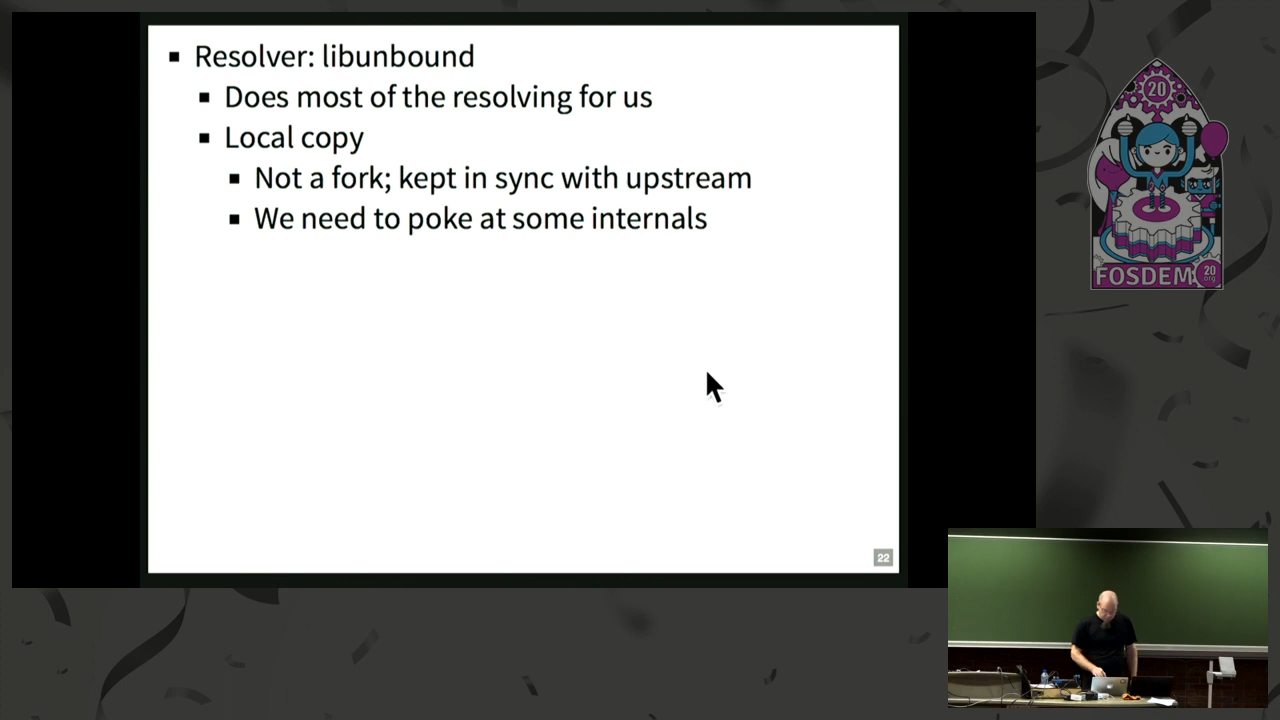 Resolver: libunbound
Does most of the resolving for us
Local copy
Not a fork; kept in sync with upstream
We need to poke at some internals
22
20
FOSDEM
20
.org